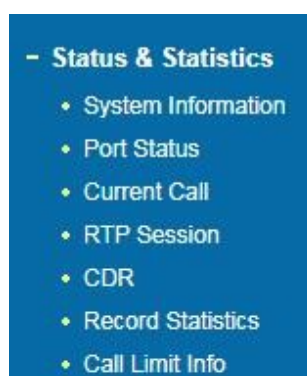 – Status & Statistics
• System Information
• Port Status
• Current Call
• RTP Session
• CDR
• Record Statistics
• Call Limit Info